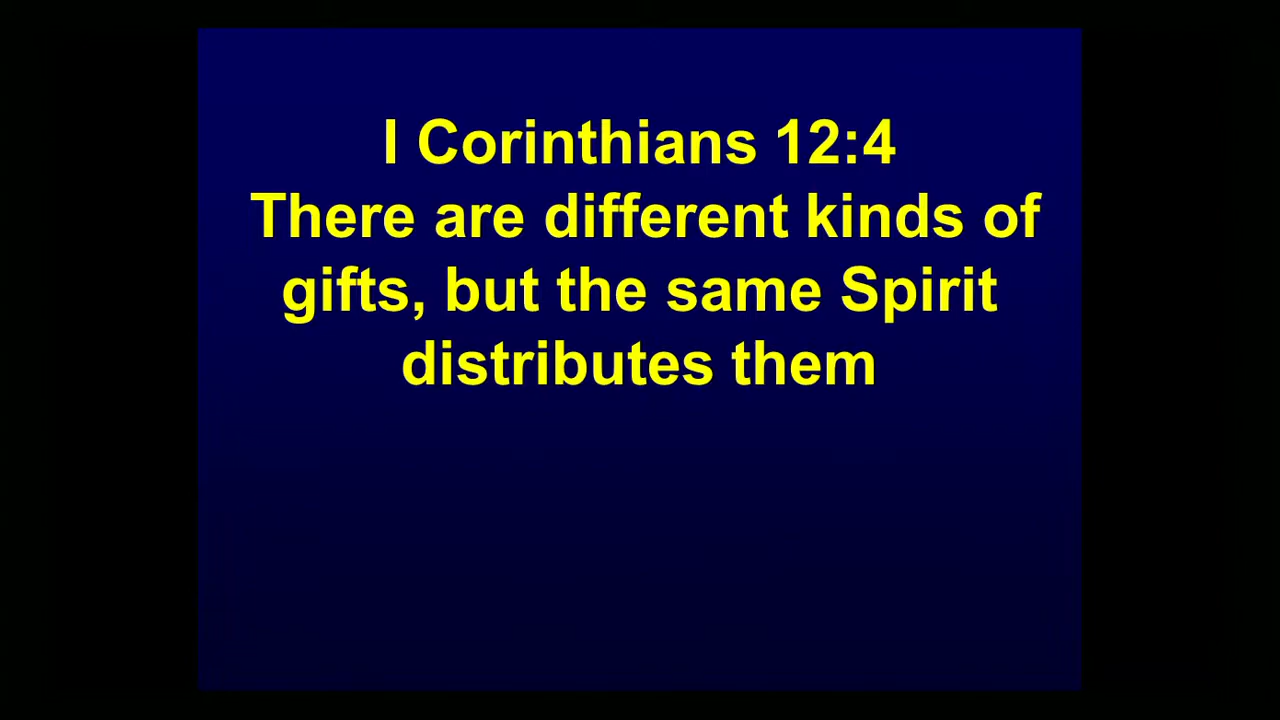 I Corinthians 12:4
There are different kinds of
gifts, but the same Spirit
distributes them